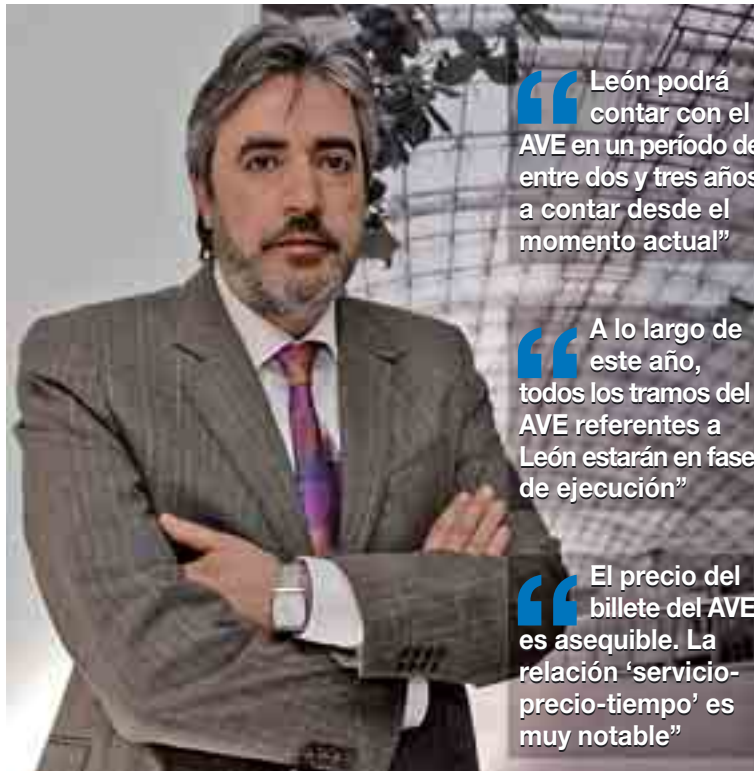 “León podrá
contar con el
AVE en un período de
entre dos y tres años
a contar desde el
momento actual”
“A lo largo de
este año,
todos los tramos del
AVE referentes a
León estarán en fase
de ejecución”
“El precio del
billete del AVE
es asequible. La
relación ‘servicio-
precio-tiempo’ es
muy notable”